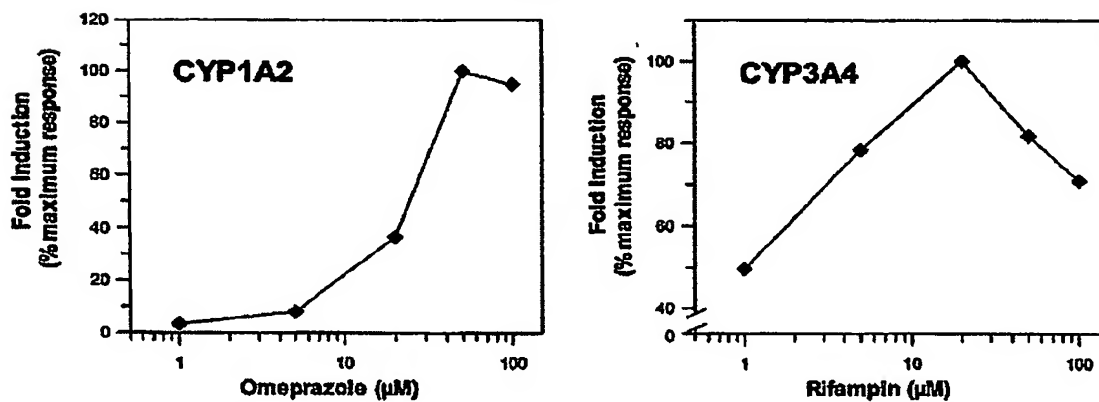 CYP1A2
Fold Induction
(% maximum response)
120
100
80
60
40
20
0
1
10
100
Omeprazole (μM)
CYP3A4
Fold Induction
(% maximum response)
100
80
60
40
0
1
10
100
Rifampin (μM)